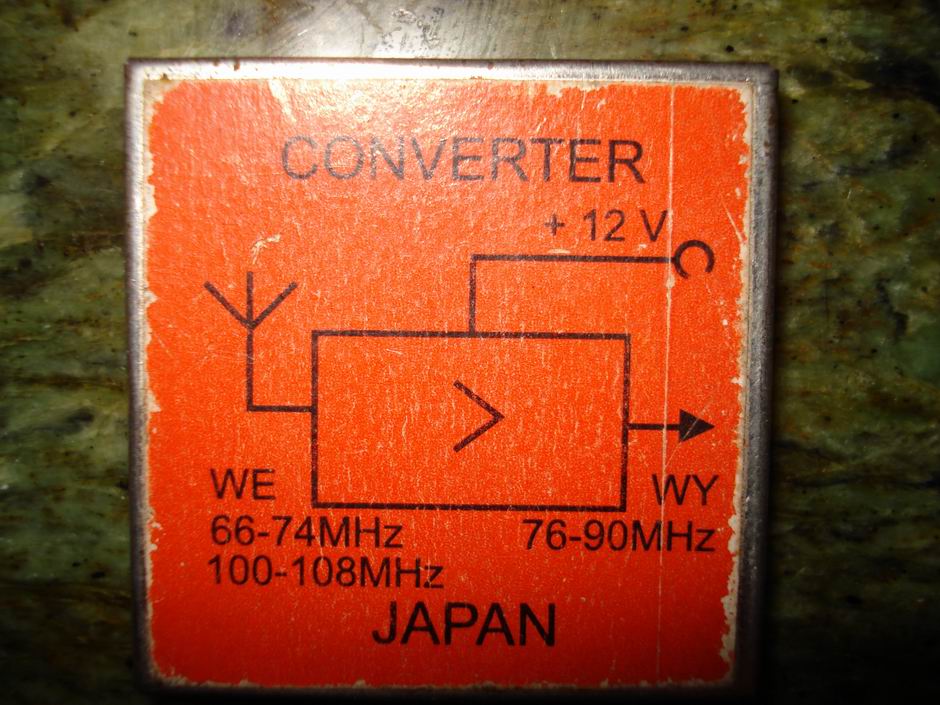 CONVERTER
+ 12 V
WE
WY
66-74MHz
76-90MHz
100-108MHz
JAPAN